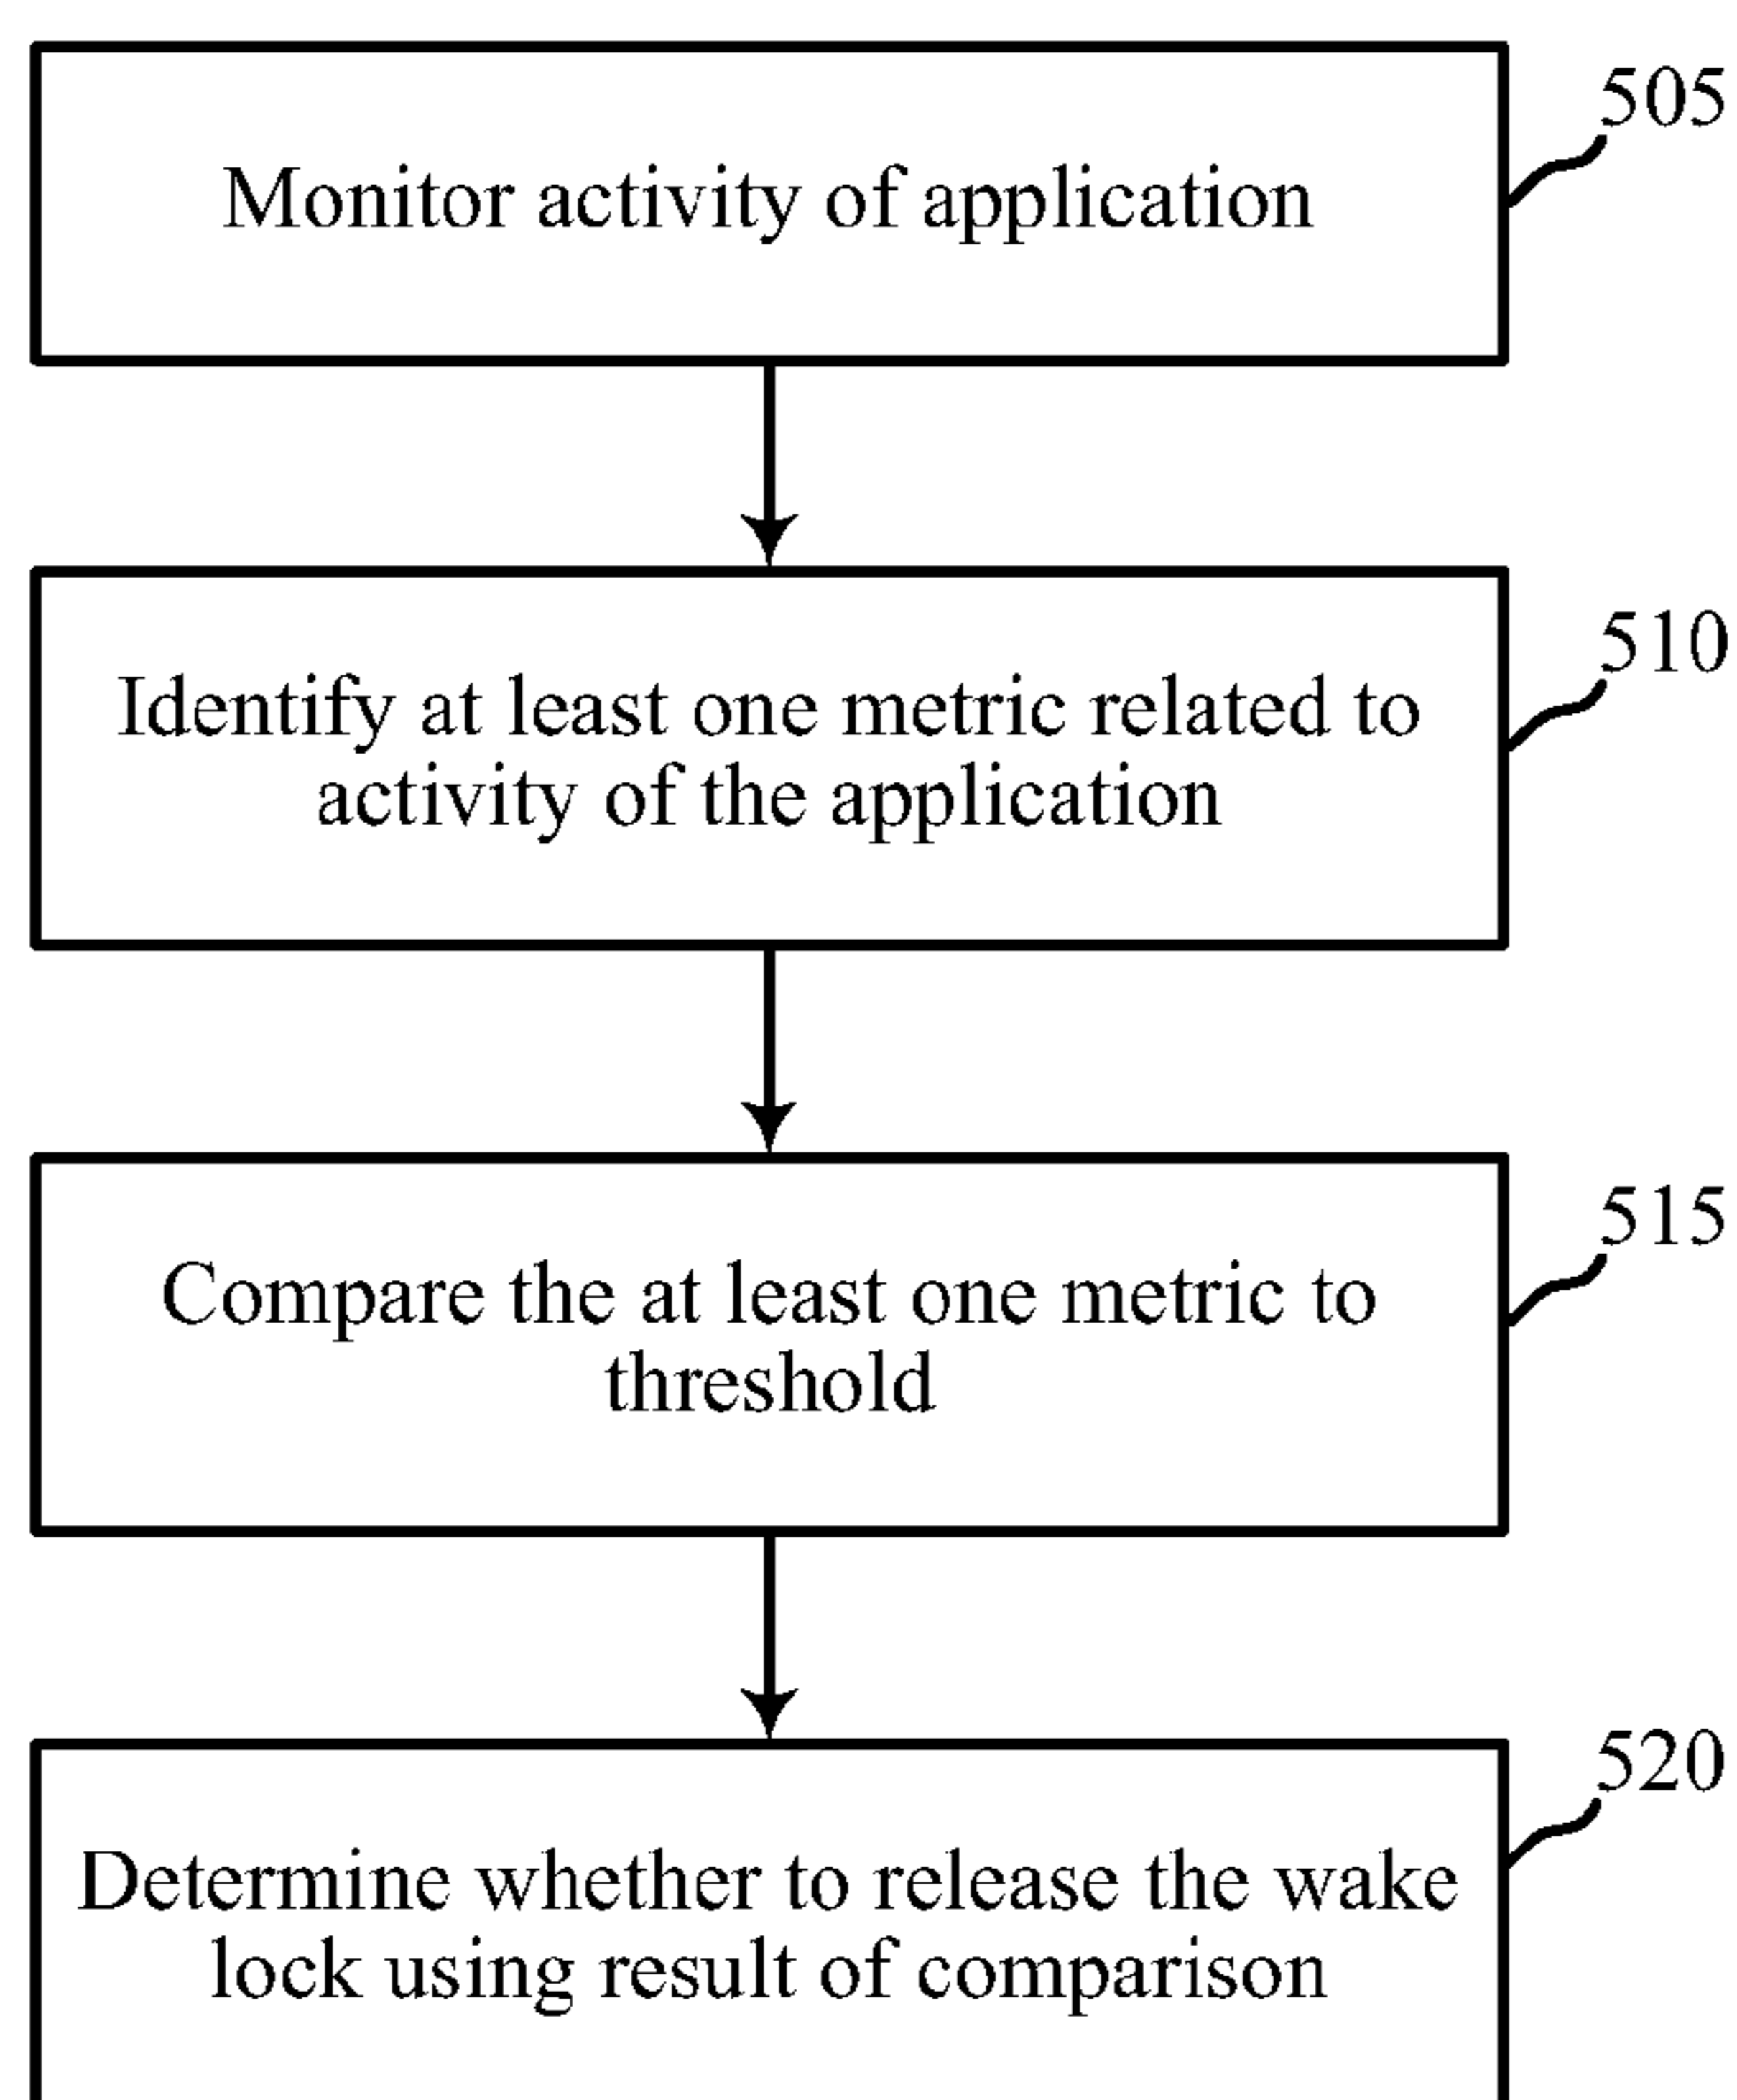 505
Monitor activity of application
510
Identify at least one metric related to
activity of the application
515
Compare the at least one metric to
threshold
520
Determine whether to release the wake
lock using result of comparison